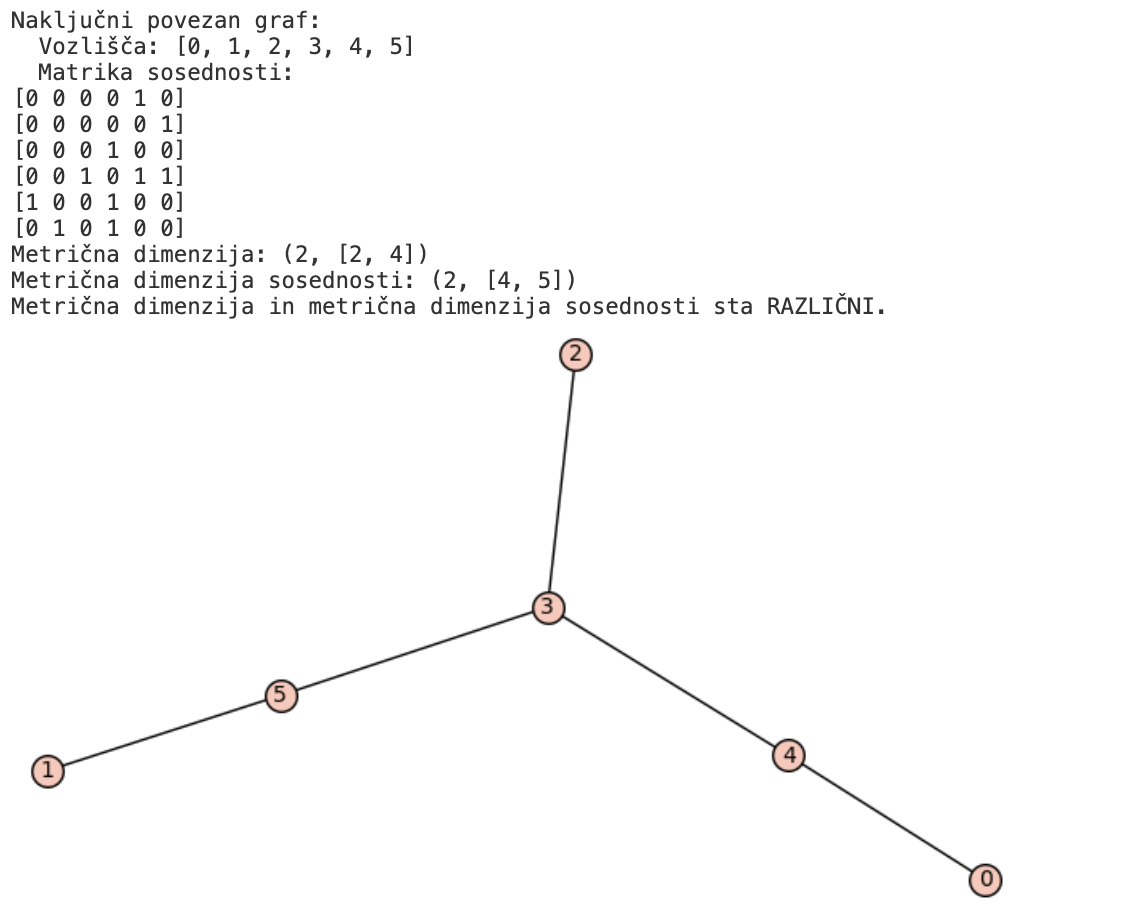 Naključni povezan graf:
  Vozlišča: [0, 1, 2, 3, 4, 5]
  Matrika sosednosti:
[0 0 0 0 1 0]
[0 0 0 0 0 1]
[0 0 0 1 0 0]
[0 0 1 0 1 1]
[1 0 0 1 0 0]
[0 1 0 1 0 0]
Metrična dimenzija: (2, [2, 4])
Metrična dimenzija sosednosti: (2, [4, 5])
Metrična dimenzija in metrična dimenzija sosednosti sta RAZLIČNI.
2
3
5
4
1
0